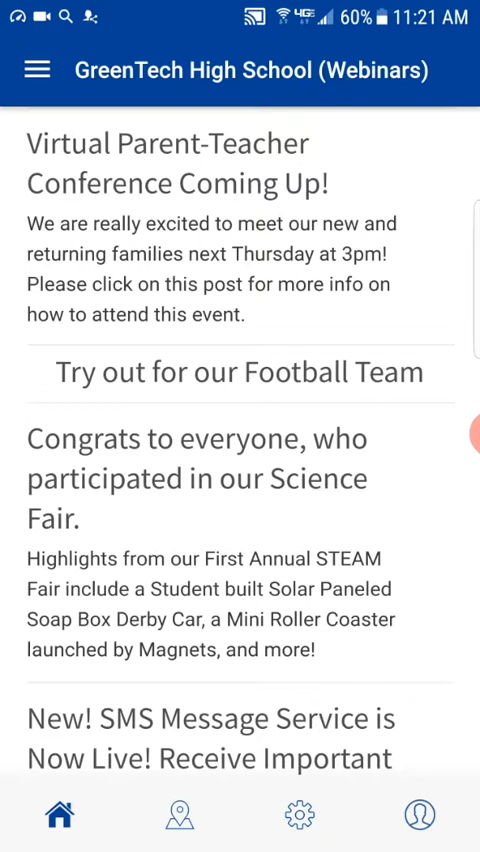 60% 11:21 AM
GreenTech High School (Webinars)
Virtual Parent-Teacher
Conference Coming Up!
We are really excited to meet our new and
returning families next Thursday at 3pm!
Please click on this post for more info on
how to attend this event.
Try out for our Football Team
Congrats to everyone, who
participated in our Science
Fair.
Highlights from our First Annual STEAM
Fair include a Student built Solar Paneled
Soap Box Derby Car, a Mini Roller Coaster
launched by Magnets, and more!
New! SMS Message Service is
Now Live! Receive Important